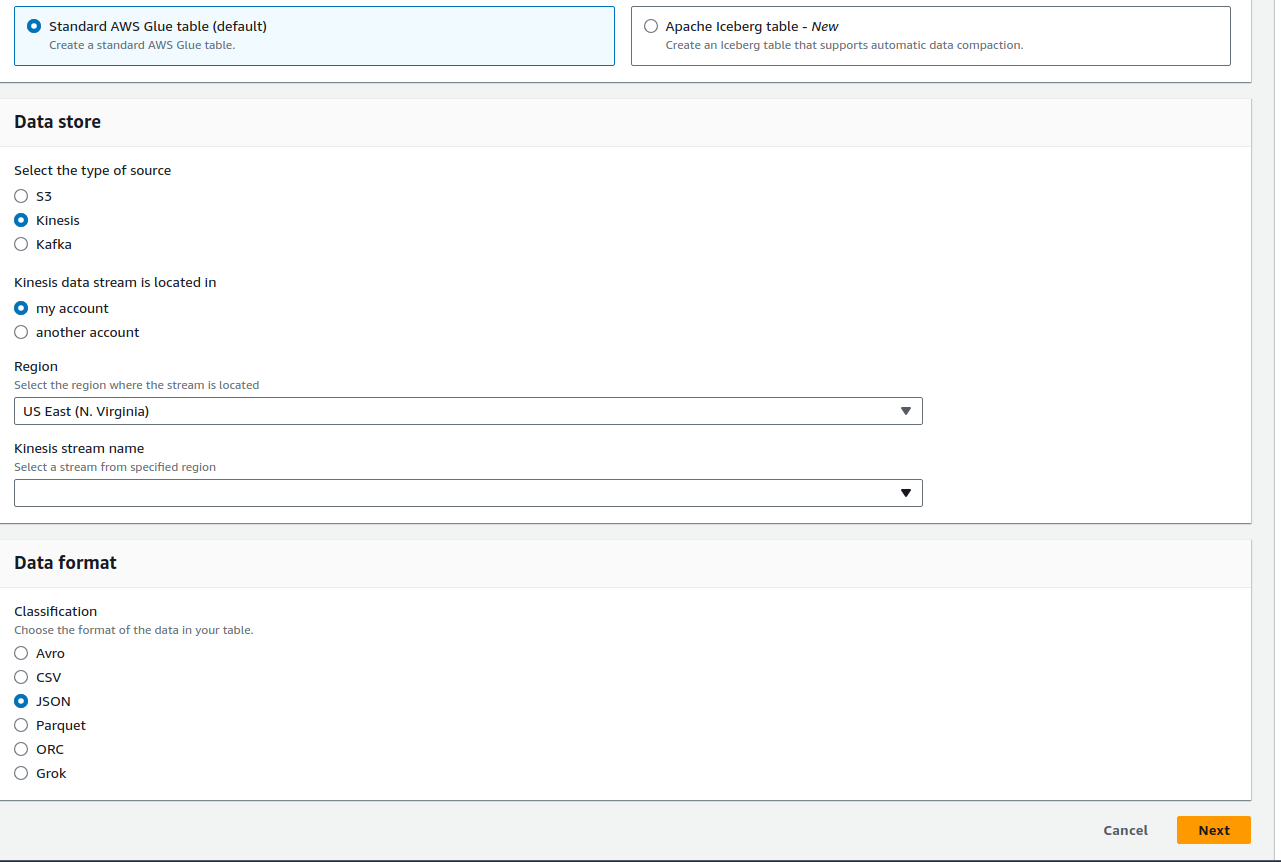 Standard AWS Glue table (default)
Create a standard AWS Glue table.
Apache Iceberg table - New
Create an Iceberg table that supports automatic data compaction.
Data store
Select the type of source
S3
Kinesis
Kafka
Kinesis data stream is located in
my account
another account
Region
Select the region where the stream is located
US East (N. Virginia)
Kinesis stream name
Select a stream from specified region
Data format
Classification
Choose the format of the data in your table.
Avro
CSV
JSON
Parquet
ORC
Grok
Cancel
Next